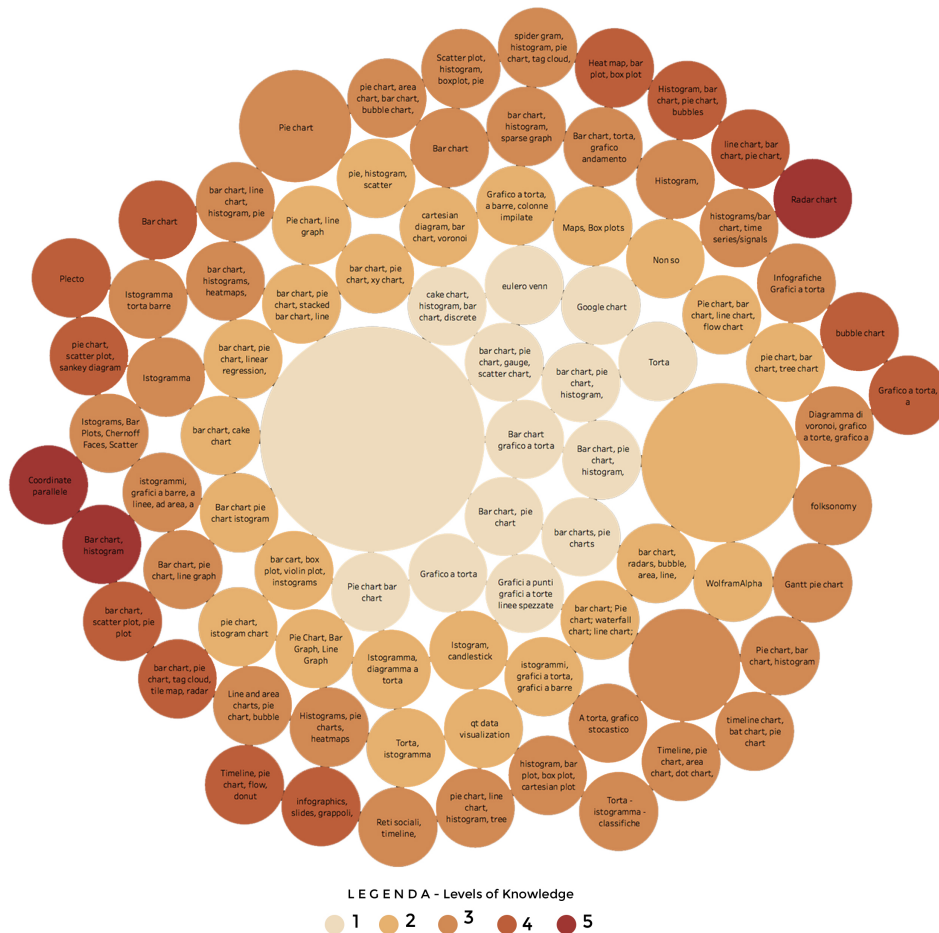 spider gram,
histogram, pie
chart, tag cloud,
Scatter plot,
histogram,
boxplot, pie
Heat map, bar
plot, box plot
pie chart, area
chart, bar chart,
bubble chart,
Histogram, bar
chart, pie chart,
bubbles
Pie chart
bar chart,
histogram,
sparse graph
Bar chart
Bar chart, torta,
grafico
andamento
line chart, bar
chart, pie chart,
pie, histogram,
scatter
Histogram,
Radar chart
bar chart, line
chart,
histogram, pie
Grafico a torta,
a barre, colonne
impilate
Bar chart
Pie chart, line
graph
cartesian
diagram, bar
chart, voronoi
Maps, Box plots
histograms/bar
chart, time
series/signals
Non so
Plecto
Istogramma
torta barre
bar chart,
histograms,
heatmaps,
bar chart, pie
chart, xy chart,
eulero venn
Infografiche
Grafici a torta
cake chart,
histogram, bar
chart, discrete
Google chart
bar chart, pie
chart, stacked
bar chart, line
Pie chart, bar
chart, line chart,
flow chart
bubble chart
pie chart,
scatter plot,
sankey diagram
bar chart, pie
chart, linear
regression,
bar chart, pie
chart, gauge,
scatter chart,
Torta
pie chart, bar
chart, tree chart
Istogramma
bar chart, pie
chart,
histogram,
Grafico a torta,
a
Istograms, Bar
Plots, Chernoff
Faces, Scatter
bar chart, cake
chart
Bar chart
grafico a torta
Diagramma di
voronoi, grafico
a torte, grafico a
Bar chart, pie
chart,
histogram,
Coordinate
parallele
istogrammi,
grafici a barre, a
linee, ad area, a
Bar chart pie
chart istogram
Bar chart, pie
chart
folksonomy
Bar chart,
histogram
bar charts, pie
charts
Bar chart, pie
chart, line graph
bar cart, box
plot, violin plot,
instograms
Grafico a torta
bar chart,
radars, bubble,
area, line,
WolframAlpha
Gantt pie chart
Pie chart bar
chart
Grafici a punti
grafici a torte
linee spezzate
bar chart,
scatter plot, pie
plot
pie chart,
istogram chart
bar chart; Pie
chart; waterfall
chart; line chart;
Pie Chart, Bar
Graph, Line
Graph
Istogram,
candlestick
Pie chart, bar
chart, histogram
bar chart, pie
chart, tag cloud,
tile map, radar
Istogramma,
diagramma a
torta
istogrammi,
grafici a torta,
grafici a barre
Line and area
charts, pie
chart, bubble
Histograms, pie
charts,
heatmaps
qt data
visualization
A torta, grafico
stocastico
timeline chart,
bat chart, pie
chart
Torta,
istogramma
Timeline, pie
chart, area
chart, dot chart,
Timeline, pie
chart, flow,
donut
histogram, bar
plot, box plot,
cartesian plot
infographics,
slides, grappoli,
pie chart, line
chart,
histogram, tree
Torta -
istogramma -
classifiche
Reti sociali,
timeline,
LEGENDA - Levels of Knowledge
1 2 3 4 5